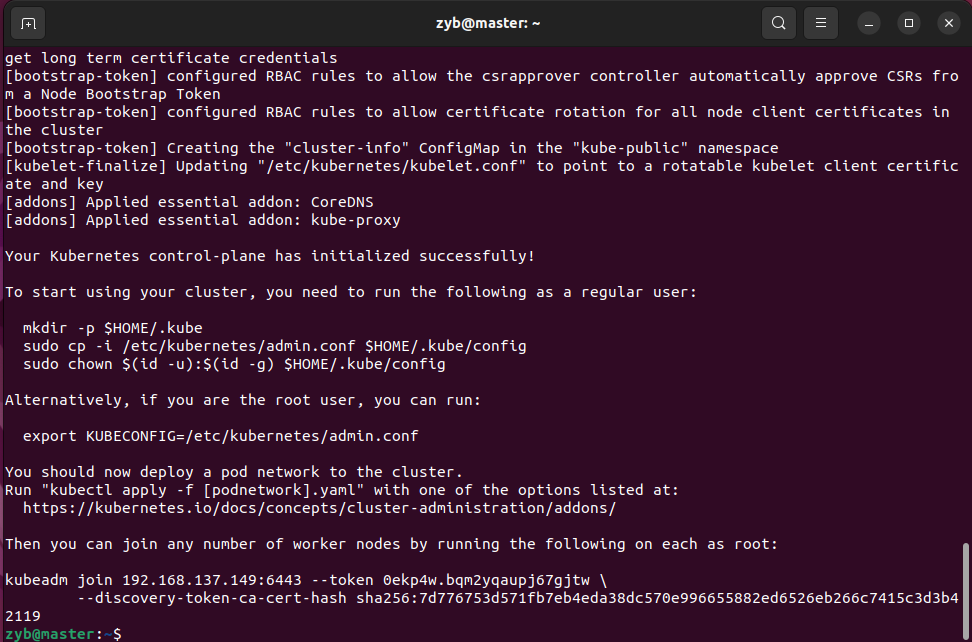 zyb@master: ~
get long term certificate credentials
[bootstrap-token] configured RBAC rules to allow the csrapprover controller automatically approve CSRs fro
m a Node Bootstrap Token
[bootstrap-token] configured RBAC rules to allow certificate rotation for all node client certificates in
the cluster
[bootstrap-token] Creating the "cluster-info" ConfigMap in the "kube-public" namespace
[kubelet-finalize] Updating "/etc/kubernetes/kubelet.conf" to point to a rotatable kubelet client certific
ate and key
[addons] Applied essential addon: CoreDNS
[addons] Applied essential addon: kube-proxy

Your Kubernetes control-plane has initialized successfully!

To start using your cluster, you need to run the following as a regular user:

  mkdir -p $HOME/.kube
  sudo cp -i /etc/kubernetes/admin.conf $HOME/.kube/config
  sudo chown $(id -u):$(id -g) $HOME/.kube/config

Alternatively, if you are the root user, you can run:

  export KUBECONFIG=/etc/kubernetes/admin.conf

You should now deploy a pod network to the cluster.
Run "kubectl apply -f [podnetwork].yaml" with one of the options listed at:
  https://kubernetes.io/docs/concepts/cluster-administration/addons/

Then you can join any number of worker nodes by running the following on each as root:

kubeadm join 192.168.137.149:6443 --token 0ekp4w.bqm2yqaupj67gjtw \
        --discovery-token-ca-cert-hash sha256:7d776753d571fb7eb4eda38dc570e996655882ed6526eb266c7415c3d3b4
2119
zyb@master:~$